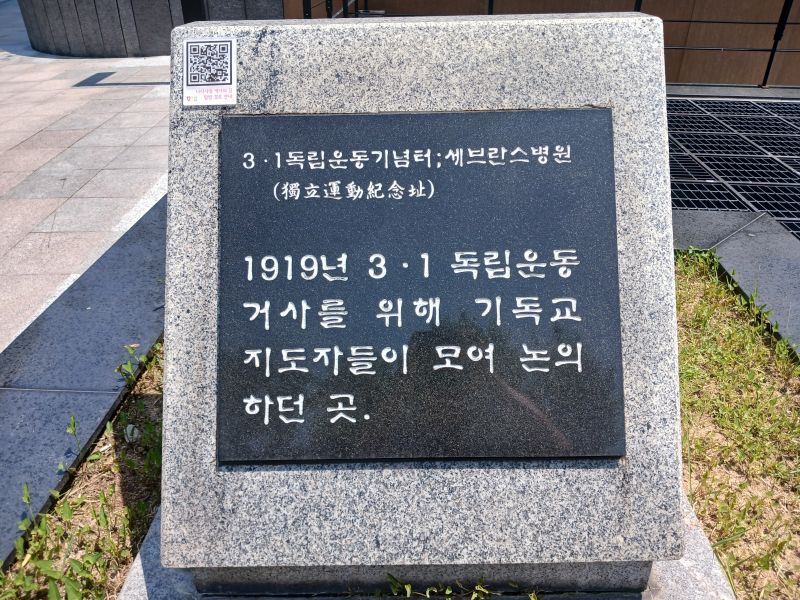 3·1독립운동기념터;세브란스병원
(獨立運動紀念址)
1919년 3·1 독립운동
거사를 위해 기독교
지도자들이 모여 논의
하던 곳.